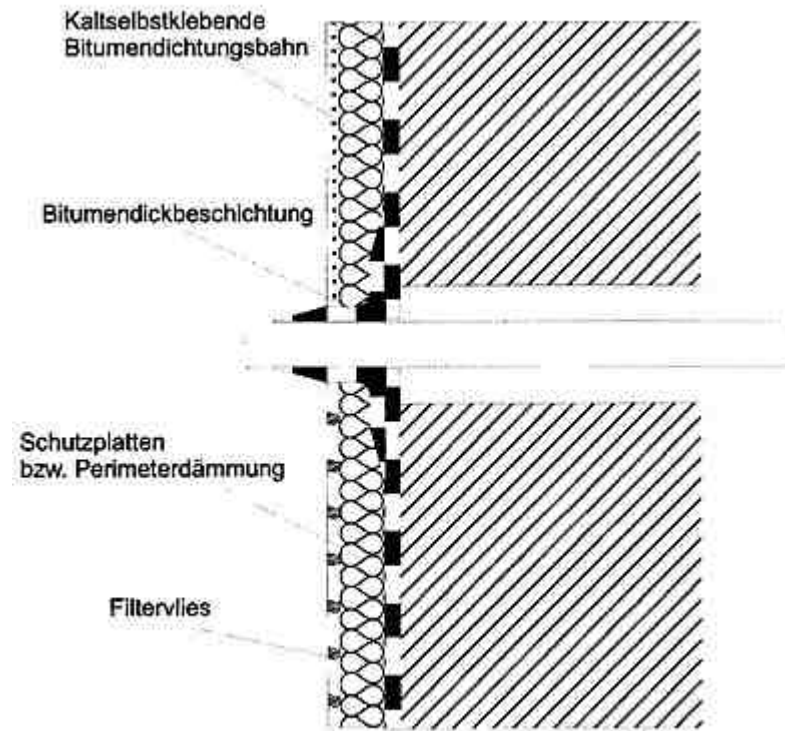 Kaltselbstklebende
Bitumendichtungsbahn
Bitumendickbeschichtung
Schutzplatten
bzw. Perimeterdämmung
Filtervlies